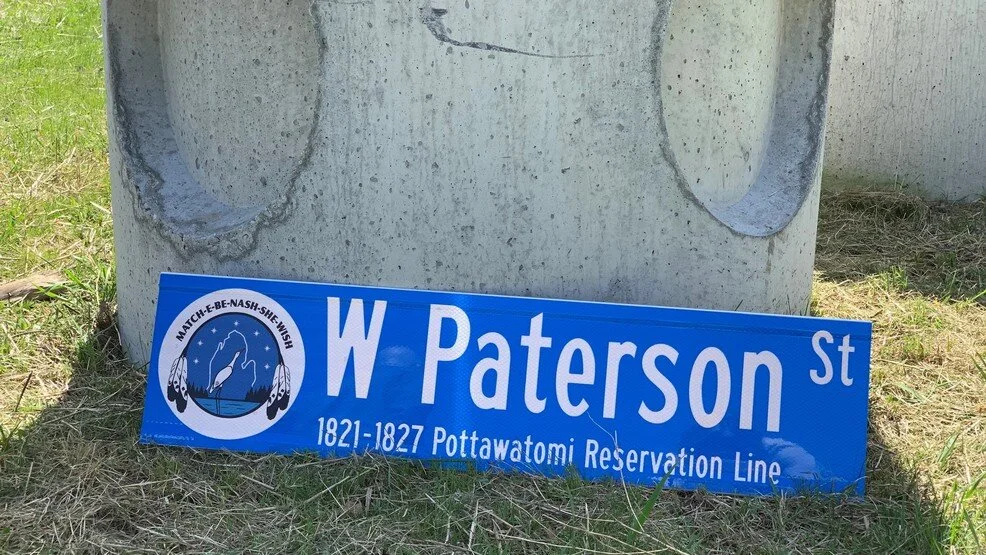 MATCH-E-BE-NASH-SHE-WISH
W Paterson St
1821-1827 Pottawatomi Reservation Line